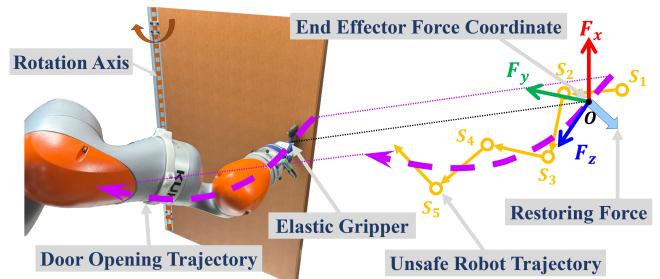 End Effector Force Coordinate
F_x
Rotation Axis
S_2
S_1
F_y
O
S_4
F_z
S_3
KUK
S_5
Elastic Gripper
Restoring Force
Door Opening Trajectory
Unsafe Robot Trajectory